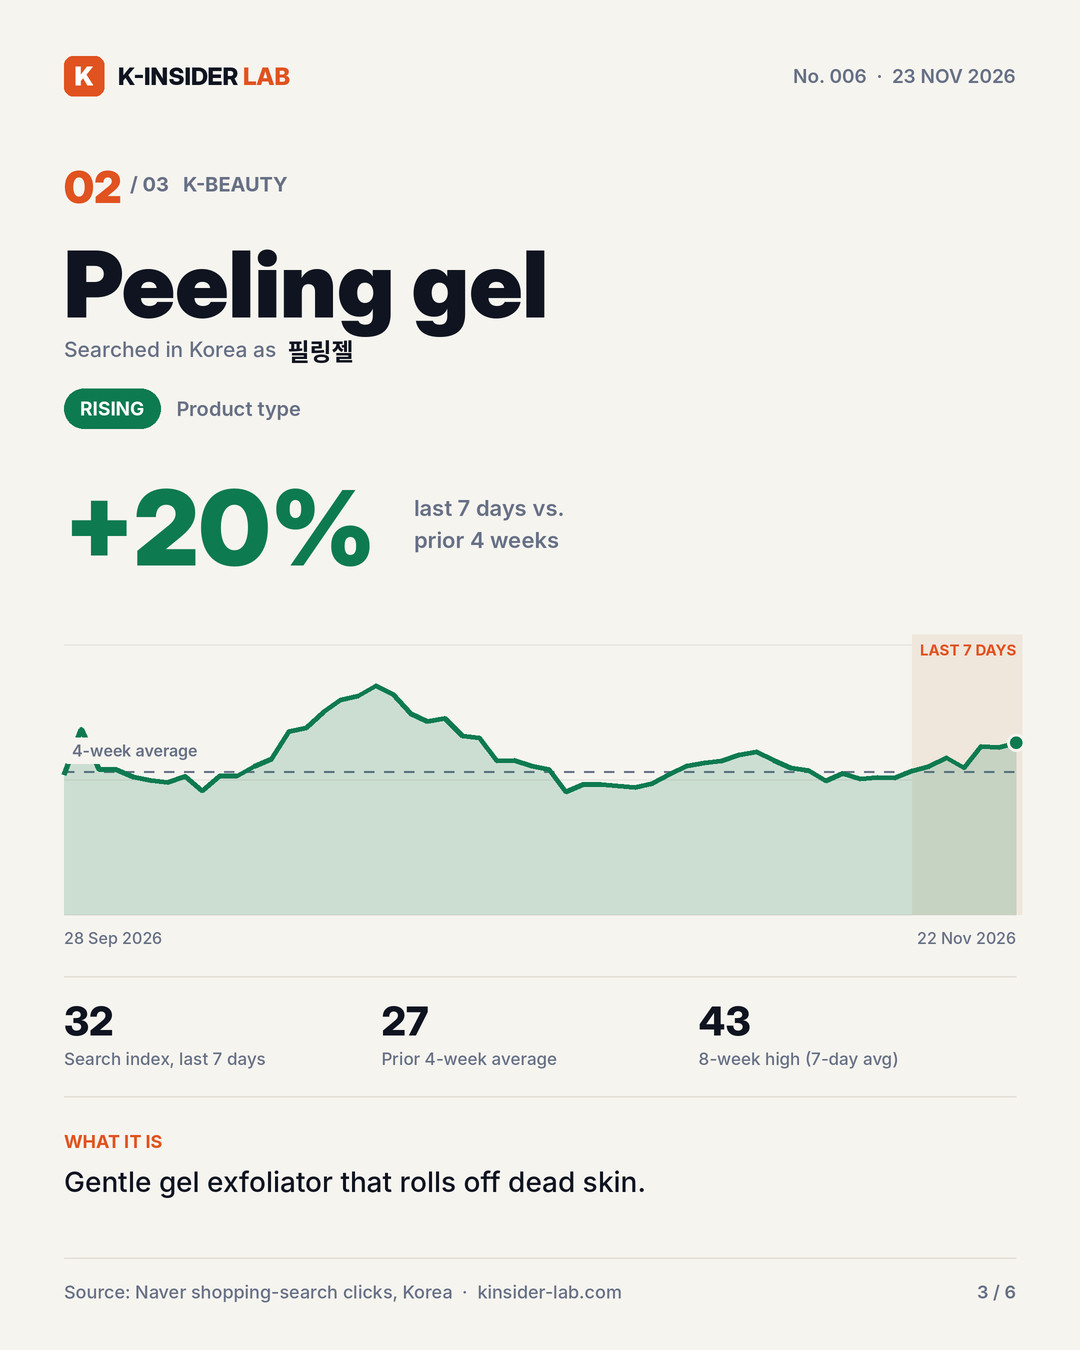 K K-INSIDER LAB
No. 006 · 23 NOV 2026
02 / 03 K-BEAUTY
Peeling gel
Searched in Korea as 필링젤
RISING Product type
+20%
last 7 days vs.
prior 4 weeks
LAST 7 DAYS
4-week average
28 Sep 2026
22 Nov 2026
32
Search index, last 7 days
27
Prior 4-week average
43
8-week high (7-day avg)
WHAT IT IS
Gentle gel exfoliator that rolls off dead skin.
Source: Naver shopping-search clicks, Korea · kinsider-lab.com
3 / 6